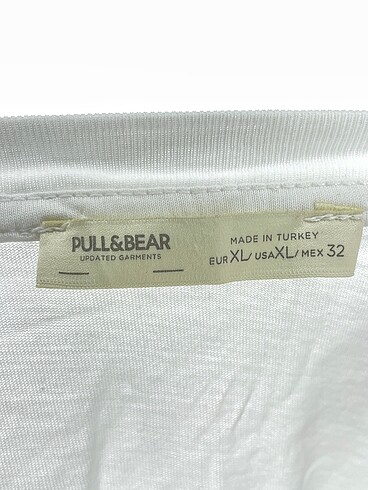 PULL&BEAR
UPDATED GARMENTS
MADE IN TURKEY
EUR XL/ USA XL/ MEX 32